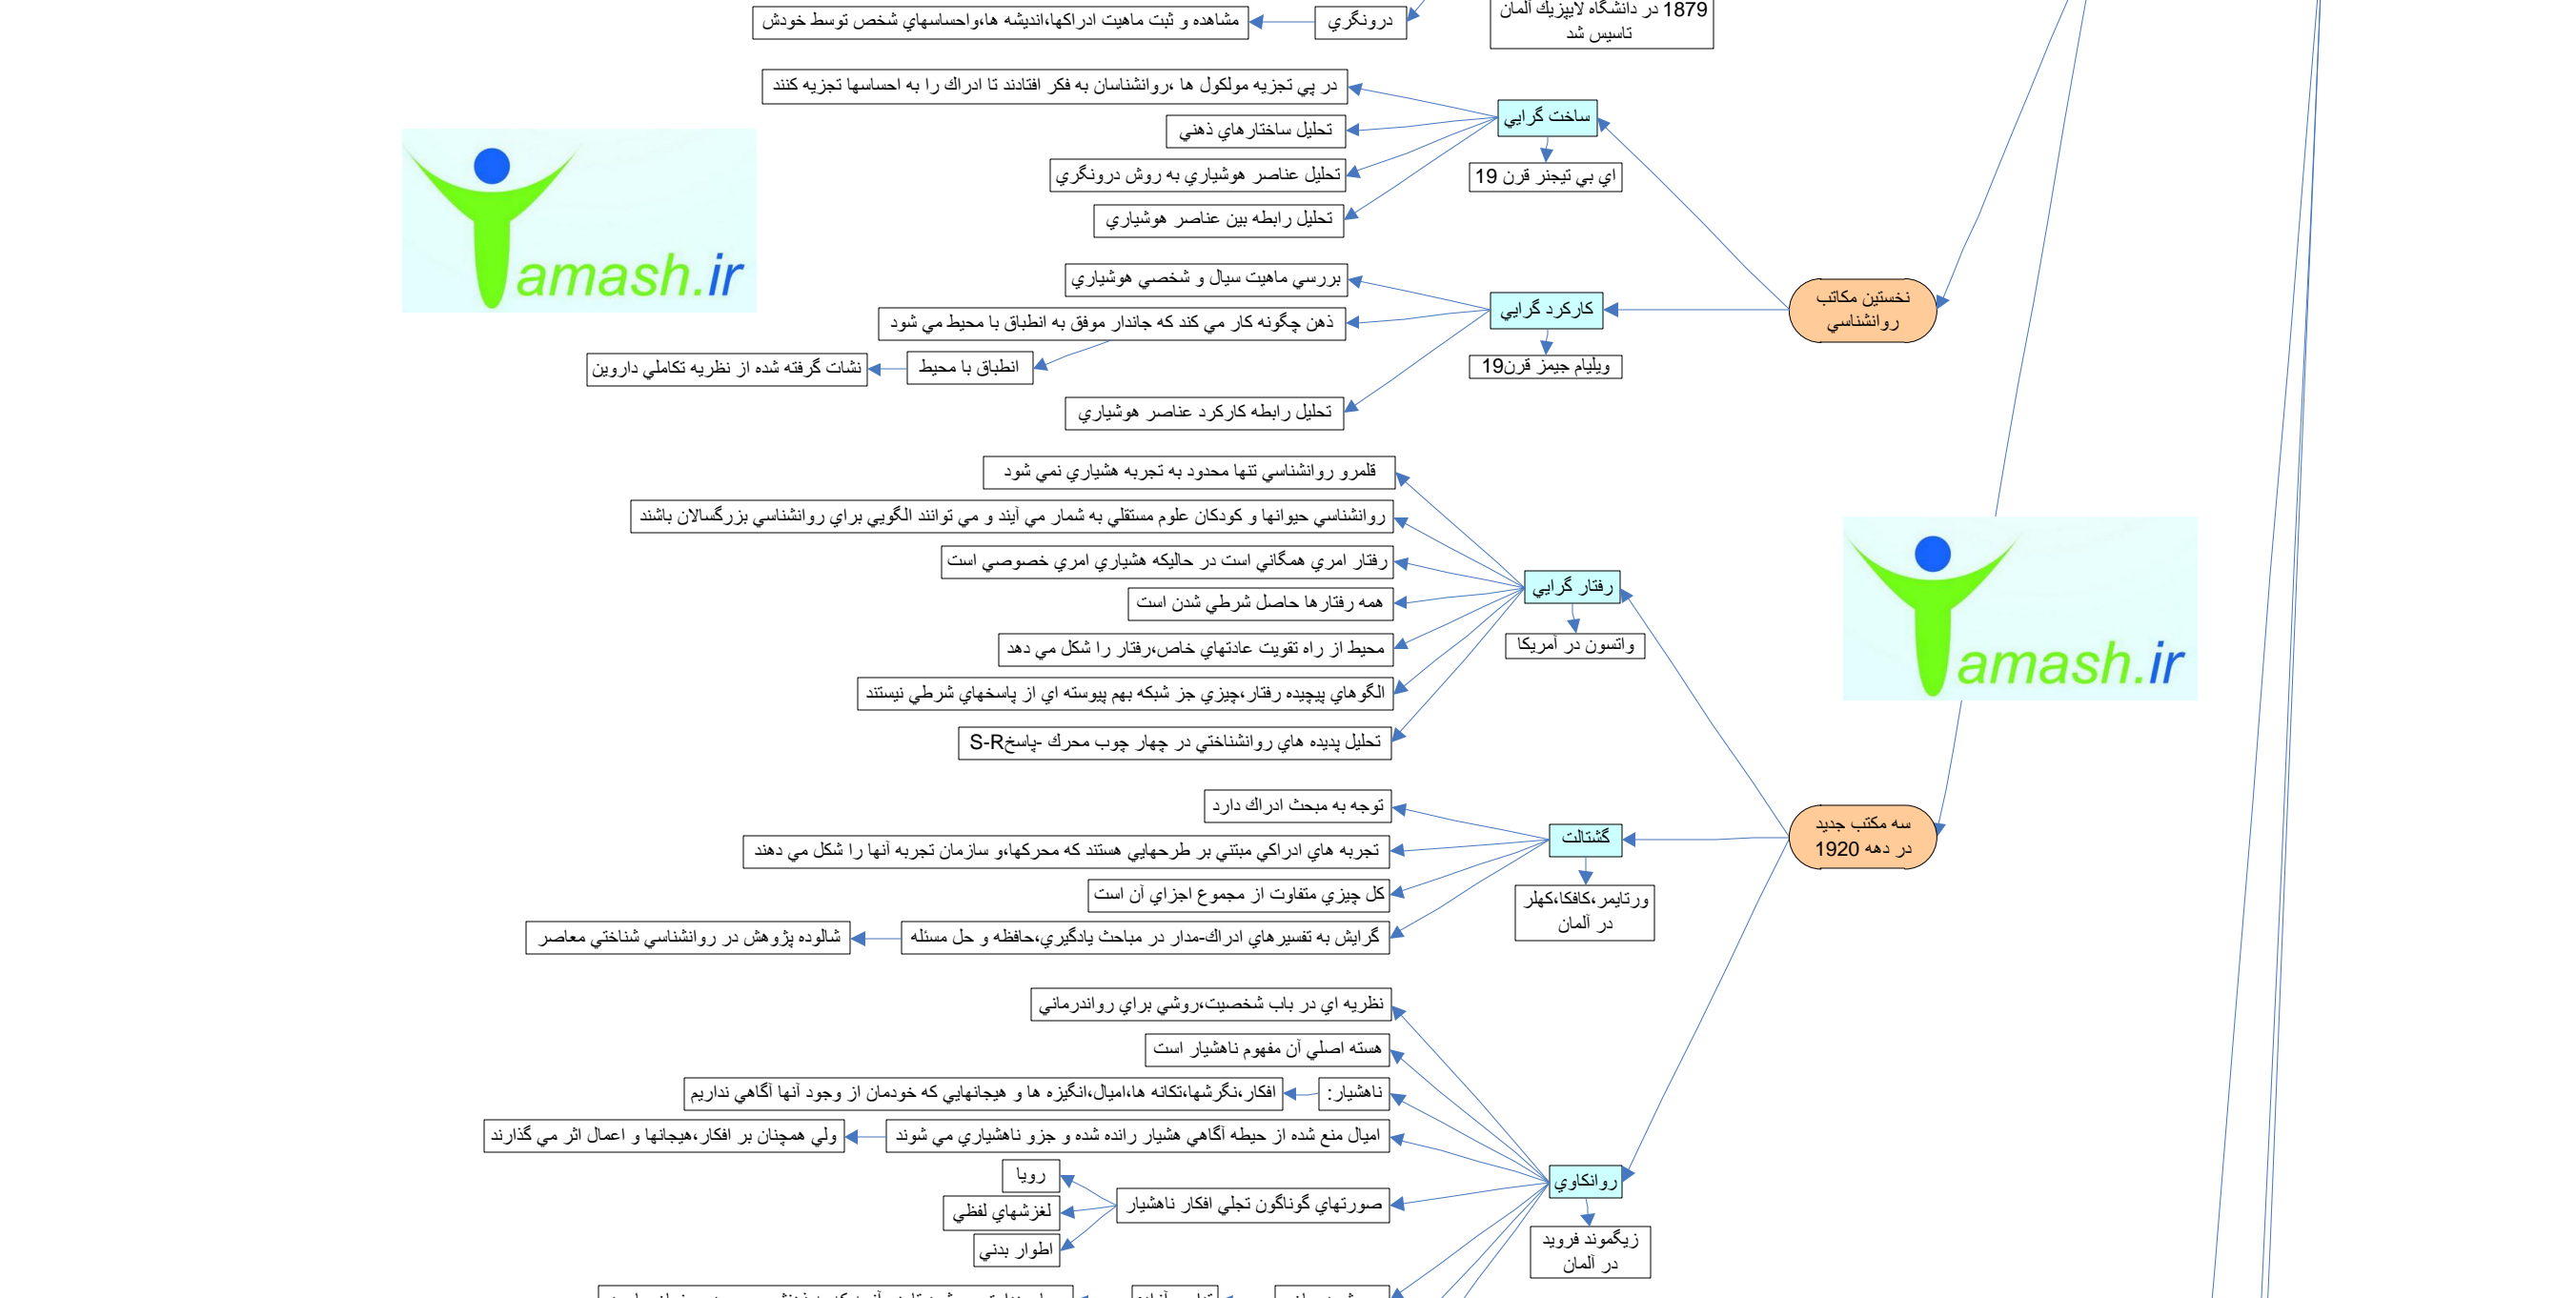 1879 در دانشگاه لايپزيك آلمان
تاسيس شد
درونگري
مشاهده و ثبت ماهيت ادراكها،انديشه ها،واحساسهاي شخص توسط خودش
نخستين مكاتب
روانشناسي
ساخت گرايي
اي بي تيچنر قرن 19
در پي تجزيه مولكول ها ،روانشناسان به فكر افتادند تا ادراك را به احساسها تجزيه كنند
تحليل ساختارهاي ذهني
تحليل عناصر هوشياري به روش درونگري
تحليل رابطه بين عناصر هوشياري
amash.ir
كاركرد گرايي
ويليام جيمز قرن19
بررسي ماهيت سيال و شخصي هوشياري
ذهن چگونه كار مي كند كه جاندار موفق به انطباق با محيط مي شود
انطباق با محيط
نشات گرفته شده از نظريه تكاملي داروين
تحليل رابطه كاركرد عناصر هوشياري
سه مكتب جديد
در دهه 1920
amash.ir
رفتار گرايي
واتسون در آمريكا
قلمرو روانشناسي تنها محدود به تجربه هشياري نمي شود
روانشناسي حيوانها و كودكان علوم مستقلي به شمار مي آيند و مي توانند الگويي براي روانشناسي بزرگسالان باشند
رفتار امري همگاني است در حاليكه هشياري امري خصوصي است
همه رفتارها حاصل شرطي شدن است
محيط از راه تقويت عادتهاي خاص،رفتار را شكل مي دهد
الگوهاي پيچيده رفتار،چيزي جز شبكه بهم پيوسته اي از پاسخهاي شرطي نيستند
تحليل پديده هاي روانشناختي در چهار چوب محرك -پاسخS-R
گشتالت
ورتايمر،كافكا،كهلر
در آلمان
توجه به مبحث ادراك دارد
تجربه هاي ادراكي مبتني بر طرحهايي هستند كه محركها،و سازمان تجربه آنها را شكل مي دهند
كل چيزي متفاوت از مجموع اجزاي آن است
گرايش به تفسيرهاي ادراك-مدار در مباحث يادگيري،حافظه و حل مسئله
شالوده پژوهش در روانشناسي شناختي معاصر
روانكاوي
زيگموند فرويد
در آلمان
نظريه اي در باب شخصيت،روشي براي رواندرماني
هسته اصلي آن مفهوم ناهشيار است
ناهشيار:
افكار،نگرشها،تكانه ها،اميال،انگيزه ها و هيجانهايي كه خودمان از وجود آنها آگاهي نداريم
اميال منع شده از حيطه آگاهي هشيار رانده شده و جزو ناهشياري مي شوند
ولي همچنان بر افكار،هيجانها و اعمال اثر مي گذارند
صورتهاي گوناگون تجلي افكار ناهشيار
رويا
لغزشهاي لفظي
اطوار بدني